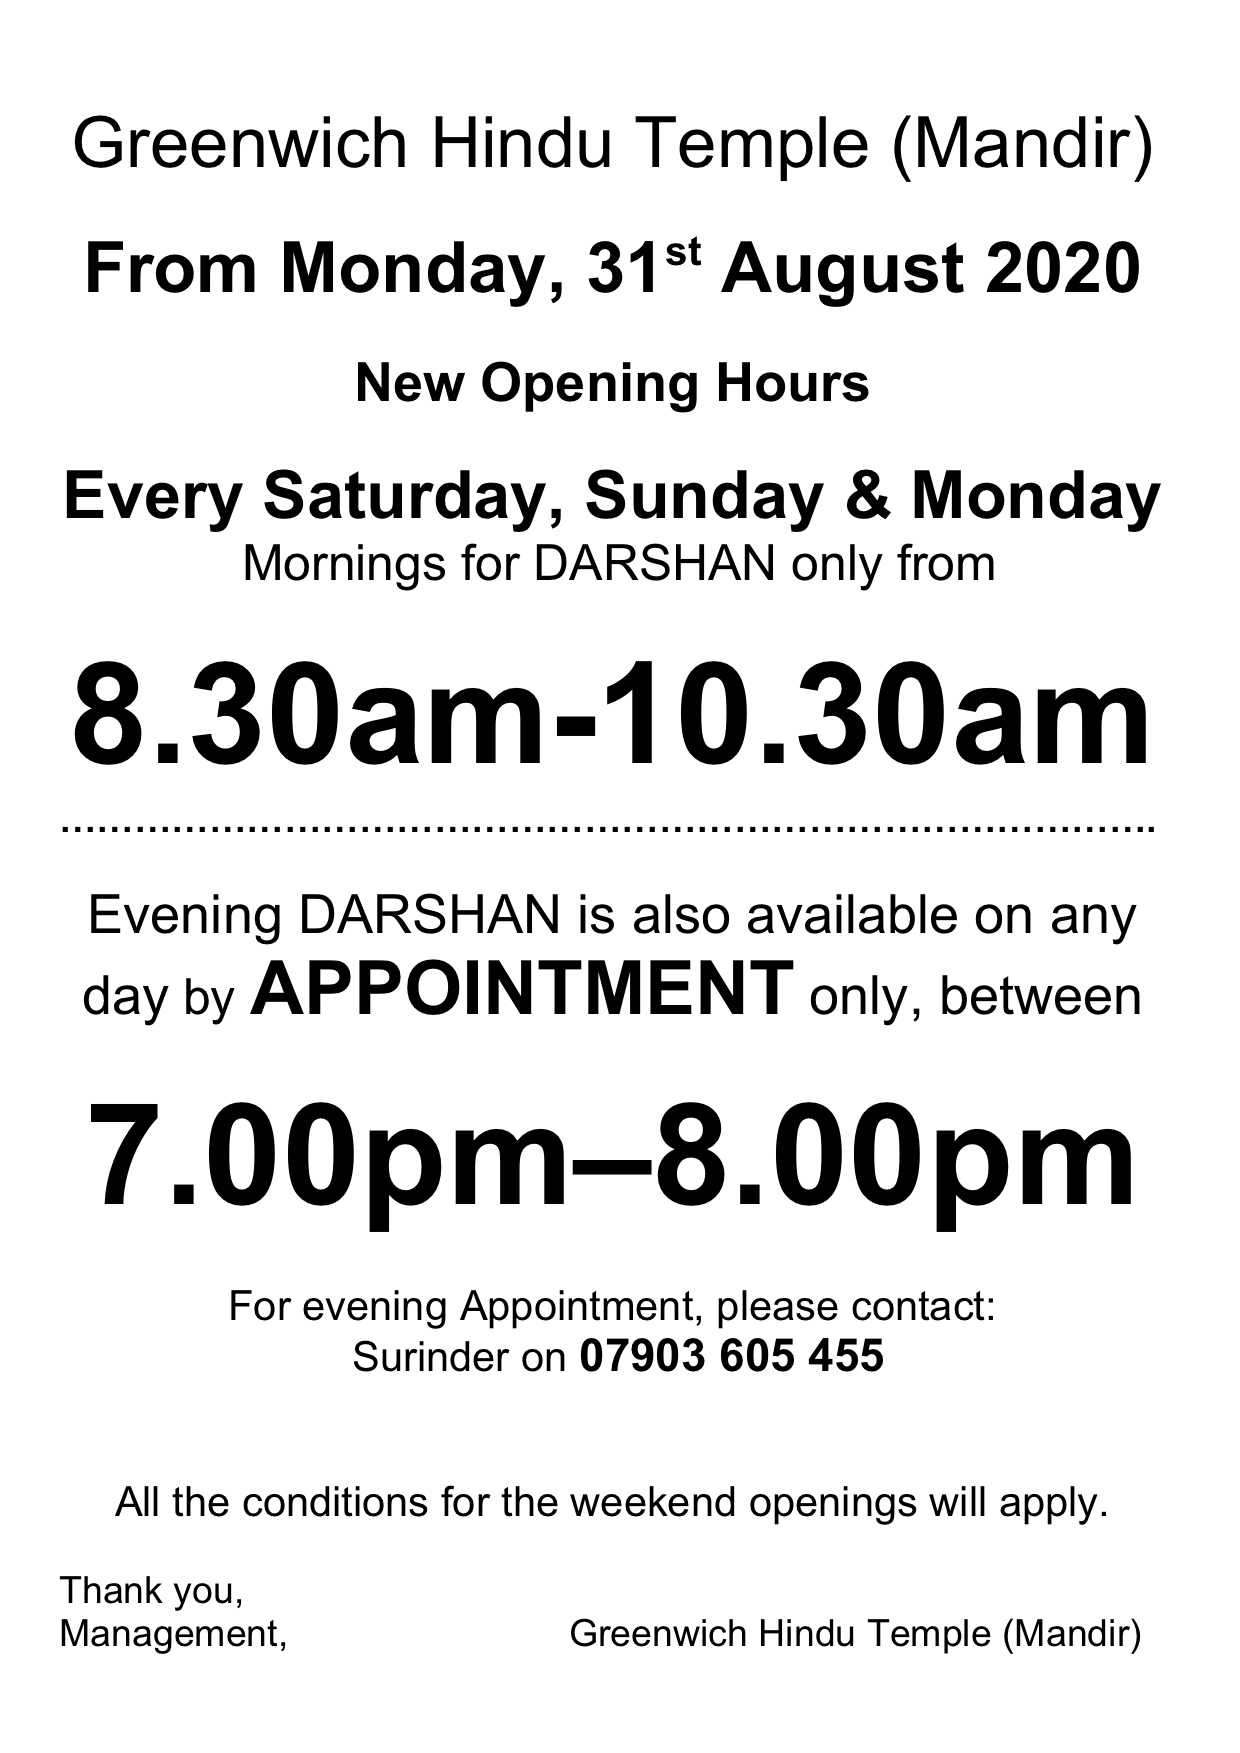 Greenwich Hindu Temple (Mandir)
From Monday, 31st August 2020
New Opening Hours
Every Saturday, Sunday & Monday
Mornings for DARSHAN only from
8.30am-10.30am
………………………………………………………………………………..
Evening DARSHAN is also available on any
day by APPOINTMENT only, between
7.00pm–8.00pm
For evening Appointment, please contact:
Surinder on 07903 605 455
All the conditions for the weekend openings will apply.
Thank you,
Management, Greenwich Hindu Temple (Mandir)